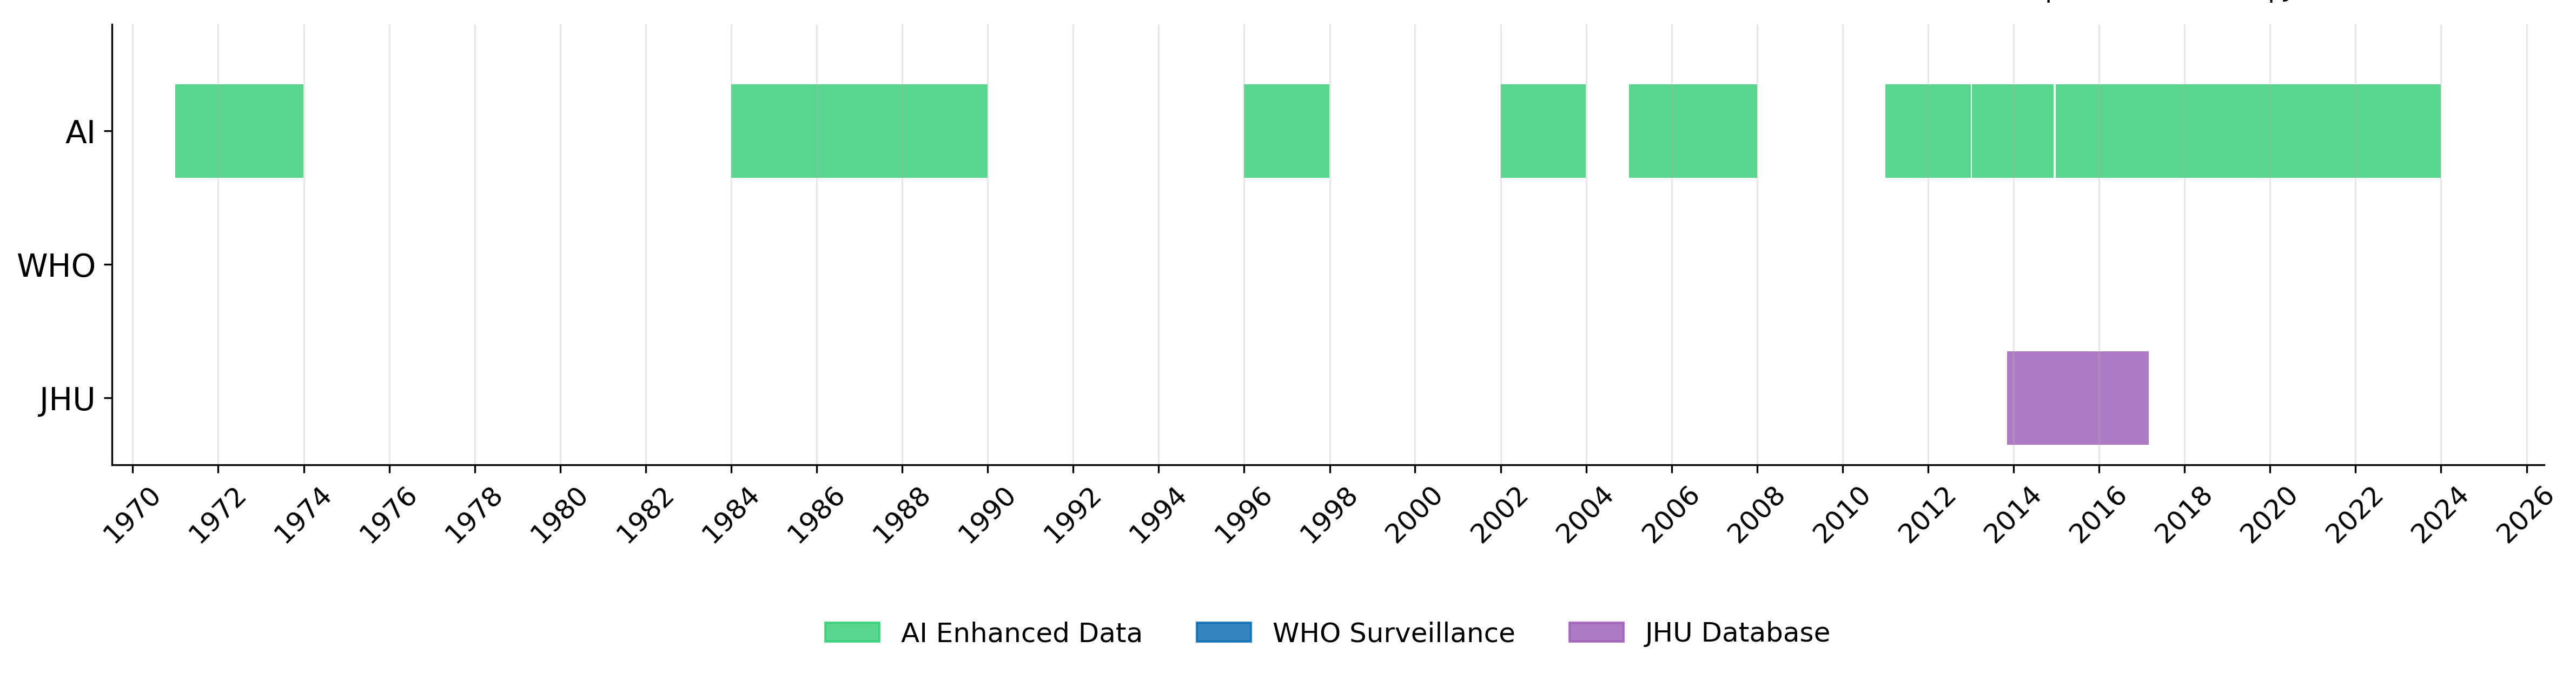 AI
WHO
JHU
1970 1972 1974 1976 1978 1980 1982 1984 1986 1988 1990 1992 1994 1996 1998 2000 2002 2004 2006 2008 2010 2012 2014 2016 2018 2020 2022 2024 2026
AI Enhanced Data WHO Surveillance JHU Database